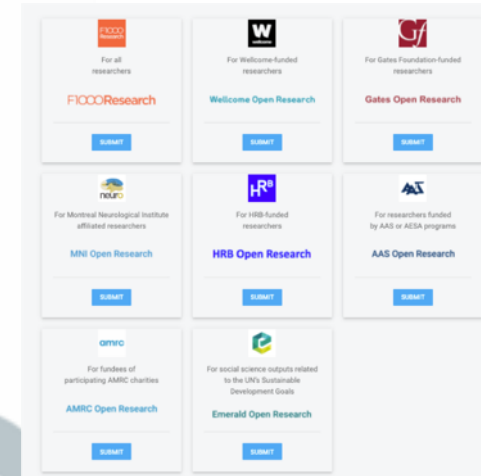 F1000
Research
For all
researchers
F1000Research
SUBMIT
W
wellcome
For Wellcome-funded
researchers
Wellcome Open Research
SUBMIT
Gf
For Gates Foundation-funded
researchers
Gates Open Research
SUBMIT
neuro
For Montreal Neurological Institute
affiliated researchers
MNI Open Research
SUBMIT
HRB
For HRB-funded
researchers
HRB Open Research
SUBMIT
AAS
For researchers funded
by AAS or AESA programs
AAS Open Research
SUBMIT
amrc
For fundees of
participating AMRC charities
AMRC Open Research
SUBMIT
For social science outputs related
to the UN's Sustainable
Development Goals
Emerald Open Research
SUBMIT